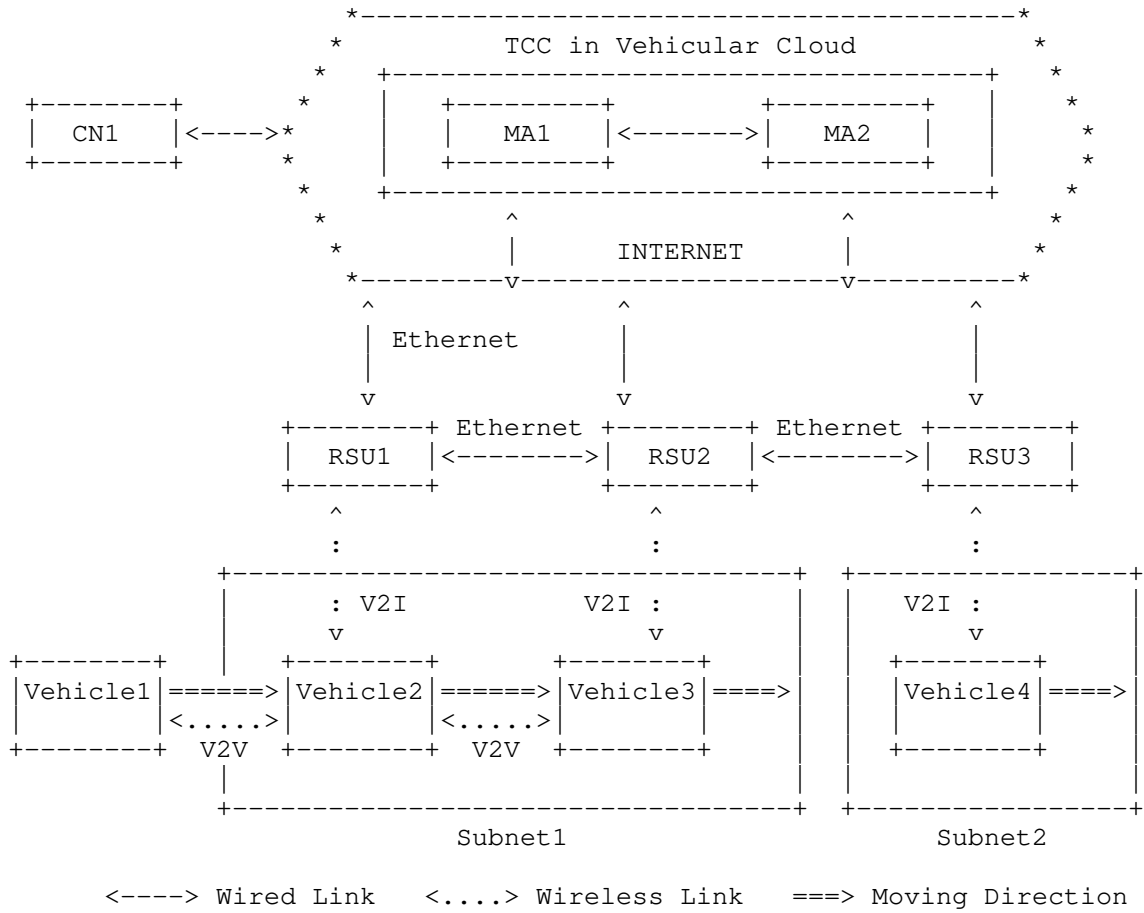 TCC in Vehicular Cloud
CN1 <----> MA1 <-------> MA2
INTERNET
Ethernet
Ethernet Ethernet
RSU1 <--------> RSU2 <--------> RSU3
V2I V2I V2I
Vehicle1 ======> Vehicle2 ======> Vehicle3 ====> Vehicle4 ====>
<.....> <.....>
V2V V2V
Subnet1 Subnet2
<----> Wired Link <....> Wireless Link ===> Moving Direction